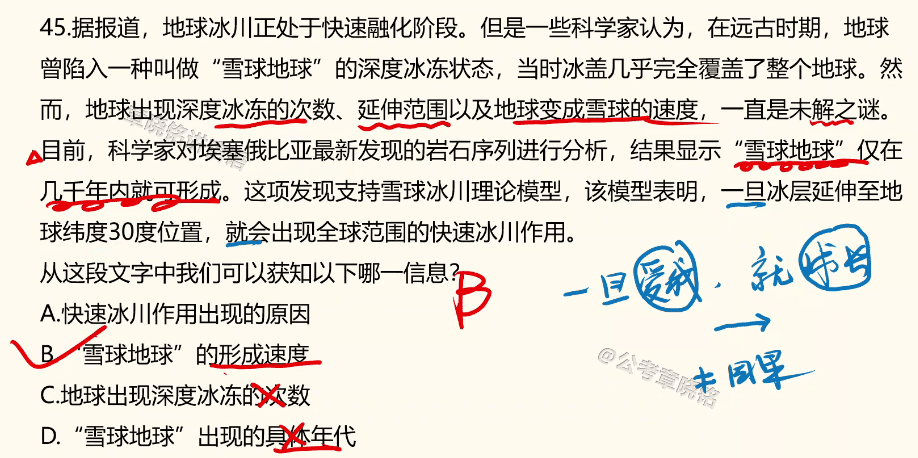 45.据报道，地球冰川正处于快速融化阶段。但是一些科学家认为，在远古时期，地球
曾陷入一种叫做“雪球地球”的深度冰冻状态，当时冰盖几乎完全覆盖了整个地球。然
而，地球出现深度冰冻的次数、延伸范围以及地球变成雪球的速度，一直是未解之谜。
目前，科学家对埃塞俄比亚最新发现的岩石序列进行分析，结果显示“雪球地球”仅在
几千年内就可形成。这项发现支持雪球冰川理论模型，该模型表明，一旦冰层延伸至地
球纬度30度位置，就会出现全球范围的快速冰川作用。
从这段文字中我们可以获知以下哪一信息？
B
一旦爱我，就
A.快速冰川作用出现的原因
B.“雪球地球”的形成速度
C.地球出现深度冰冻的次数
D.“雪球地球”出现的具体年代
因果
@公考章晓铭